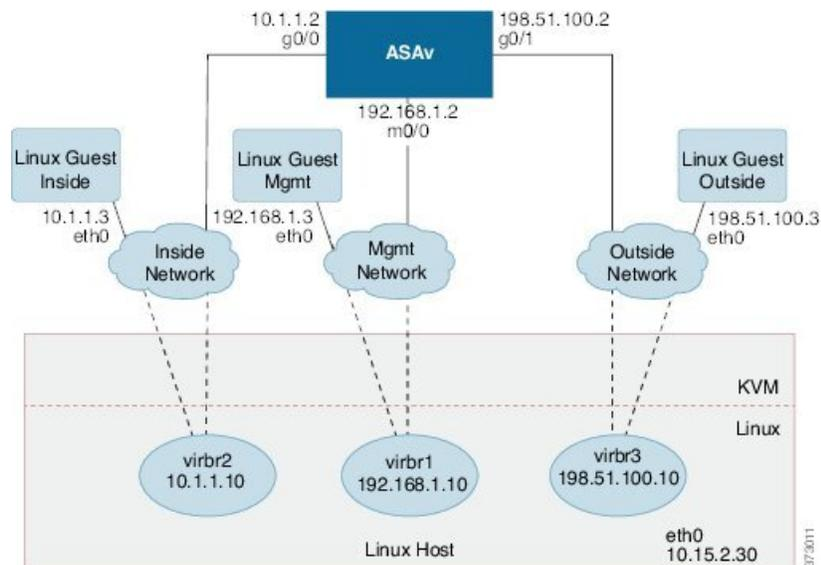 10.1.1.2
g0/0
ASAv
198.51.100.2
g0/1
192.168.1.2
m0/0
Linux Guest
Inside
Linux Guest
Mgmt
Linux Guest
Outside
10.1.1.3
eth0
192.168.1.3
eth0
198.51.100.3
eth0
Inside
Network
Mgmt
Network
Outside
Network
KVM
Linux
virbr2
10.1.1.10
virbr1
192.168.1.10
virbr3
198.51.100.10
Linux Host
eth0
10.15.2.30
373011